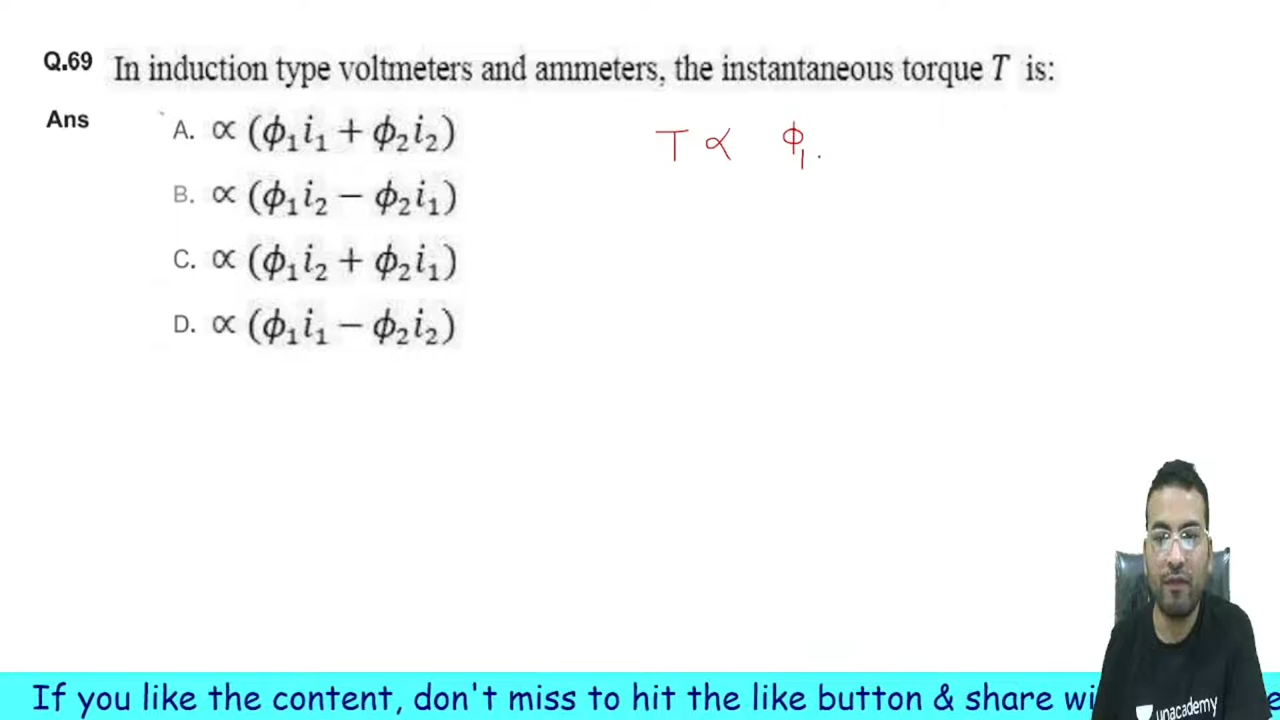 Q.69 In induction type voltmeters and ammeters, the instantaneous torque T is:
Ans
A. ∝ (ϕ₁i₁ + ϕ₂i₂)
T ∝ ϕ₁
B. ∝ (ϕ₁i₂ − ϕ₂i₁)
C. ∝ (ϕ₁i₂ + ϕ₂i₁)
D. ∝ (ϕ₁i₁ − ϕ₂i₂)
If you like the content, don't miss to hit the like button & share
unacademy